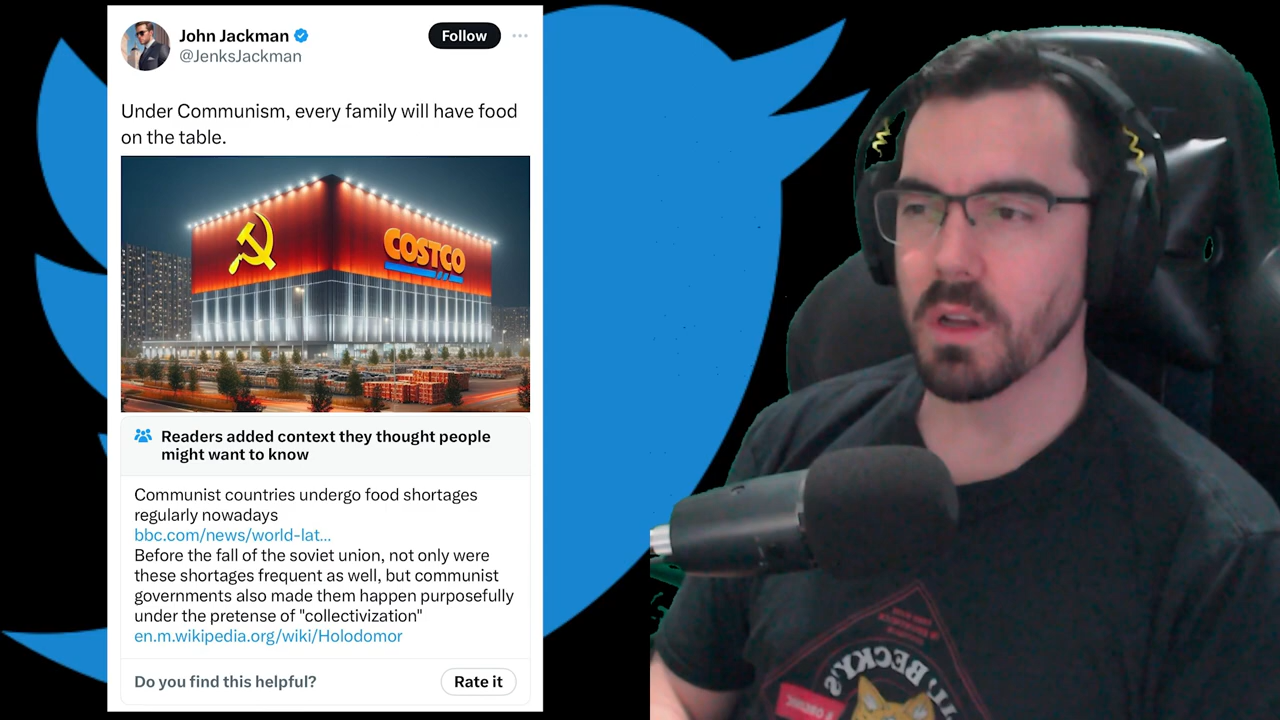 John Jackman
@JenksJackman
Follow
Under Communism, every family will have food
on the table.
COSTCO
Readers added context they thought people
might want to know
Communist countries undergo food shortages
regularly nowadays
bbc.com/news/world-lat...
Before the fall of the soviet union, not only were
these shortages frequent as well, but communist
governments also made them happen purposefully
under the pretense of "collectivization"
en.m.wikipedia.org/wiki/Holodomor
Do you find this helpful?
Rate it
BECKY'S